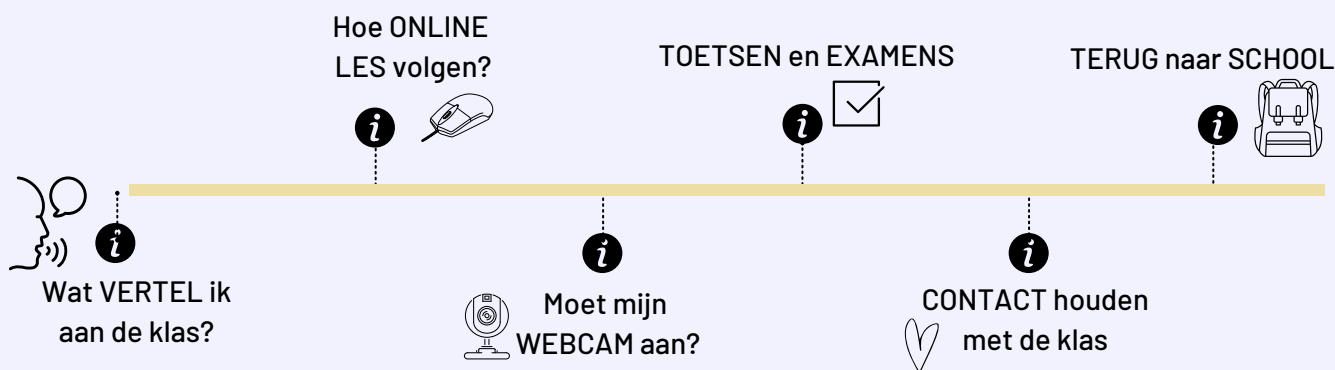 Hoe ONLINE
LES volgen?
TOETSEN en EXAMENS
TERUG naar SCHOOL
i
i
i
i
i
i
Wat VERTEL ik
aan de klas?
Moet mijn
WEBCAM aan?
CONTACT houden
met de klas